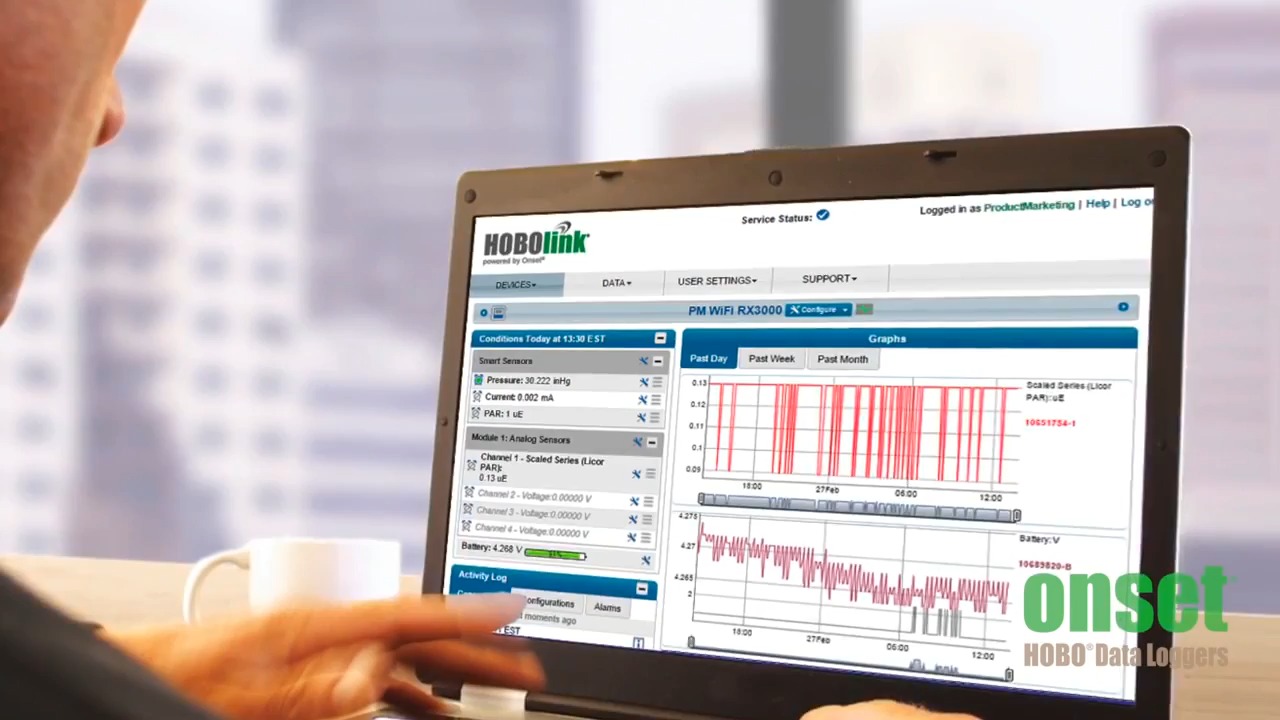 Service Status:
Logged in as ProductMarketing | Help | Log o
HOBOlink®
powered by Onset®
DEVICES
DATA
USER SETTINGS
SUPPORT
PM WiFi RX3000
Configure
Conditions Today at 13:30 EST
Smart Sensors
Pressure: 30.222 inHg
Current: 0.002 mA
PAR: 1 uE
Module 1: Analog Sensors
Channel 1 - Scaled Series (Licor
PAR):
0.13 uE
Channel 2 - Voltage:0.00000 V
Channel 3 - Voltage:0.00000 V
Channel 4 - Voltage:0.00000 V
Battery: 4.268 V
Activity Log
onfigurations
Alarms
moments ago
EST
Graphs
Past Day
Past Week
Past Month
0.13
0.12
0.11
0.1
0.09
18:00
27Feb
06:00
12:00
Scaled Series (Licor
PAR):uE
10651754-1
4.275
4.27
4.265
18:00
27Feb
06:00
12:00
Battery:V
10689820-B
onset
HOBO® Data Loggers